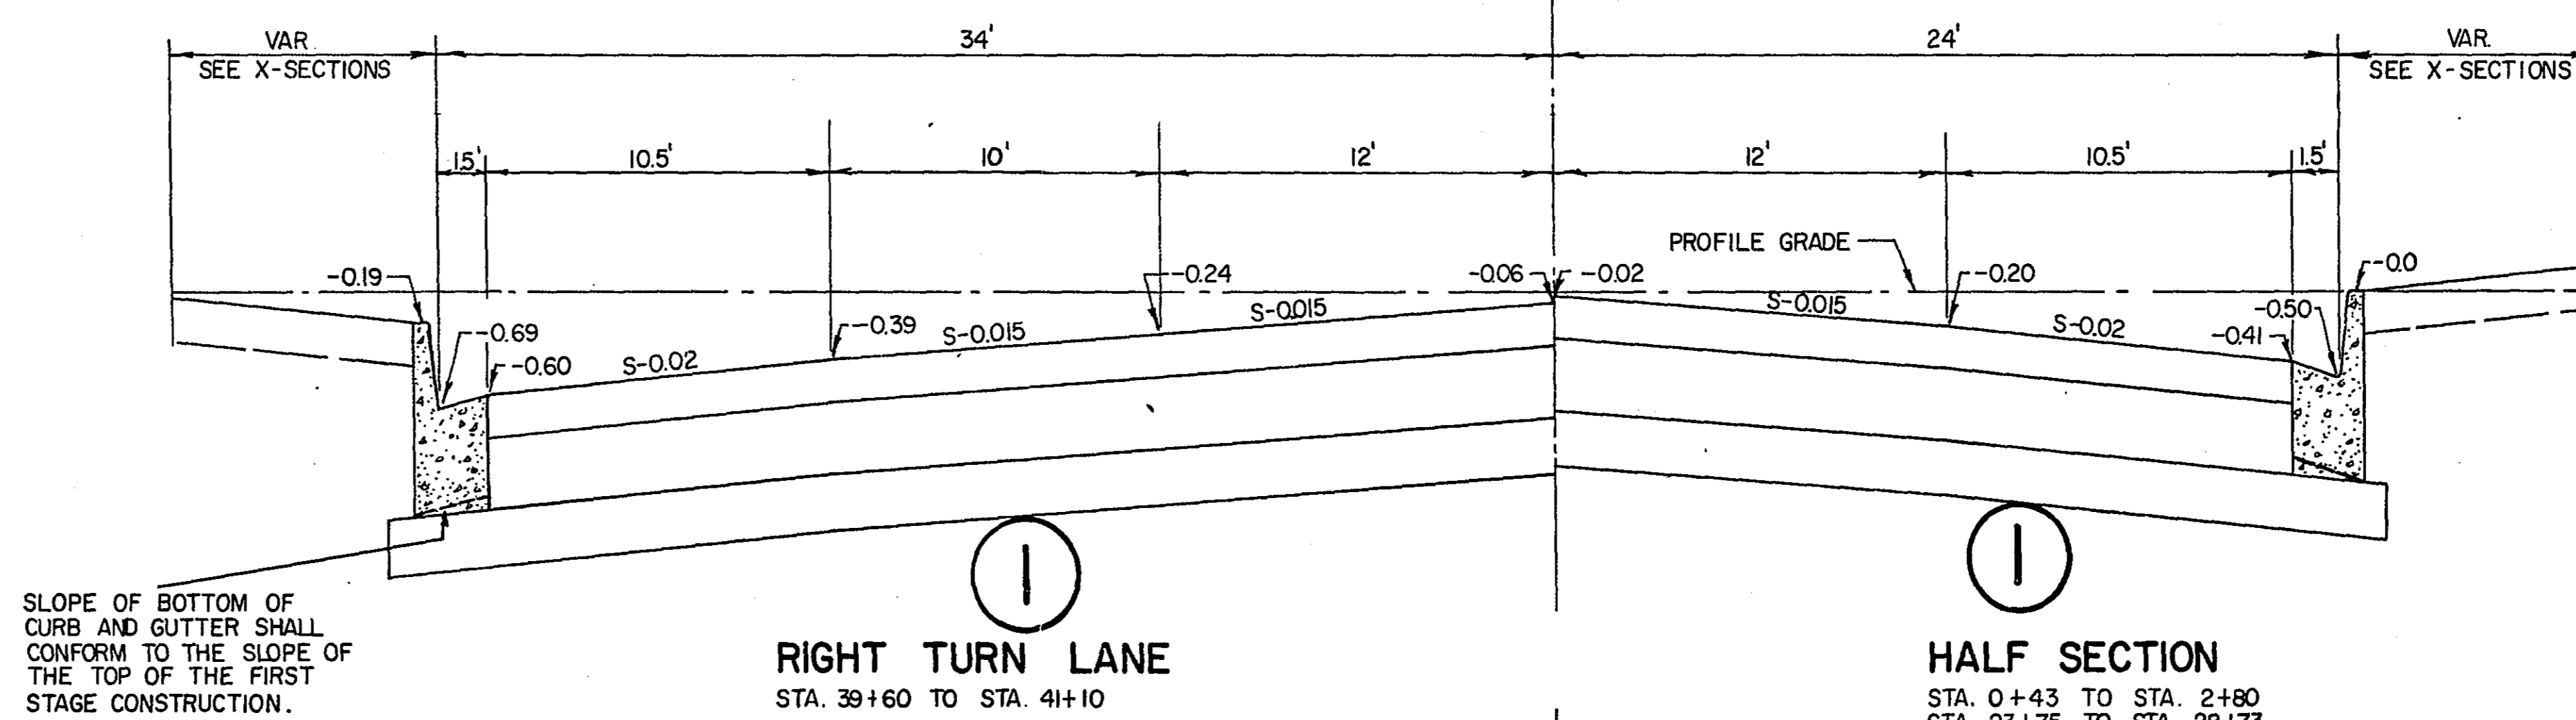 VAR.
SEE X-SECTIONS
34'
24'
VAR.
SEE X-SECTIONS
1.5'
10.5'
10'
12'
12'
10.5'
1.5'
PROFILE GRADE
-0.19
-0.24
-0.06
-0.02
-0.20
-0.0
-0.69
-0.39
S-0.015
S-0.015
S-0.015
-0.50
S-0.02
-0.41
-0.60
S-0.02
SLOPE OF BOTTOM OF
CURB AND GUTTER SHALL
CONFORM TO THE SLOPE OF
THE TOP OF THE FIRST
STAGE CONSTRUCTION.
1
RIGHT TURN LANE
STA. 39+60 TO STA. 41+10
1
HALF SECTION
STA. 0+43 TO STA. 2+80